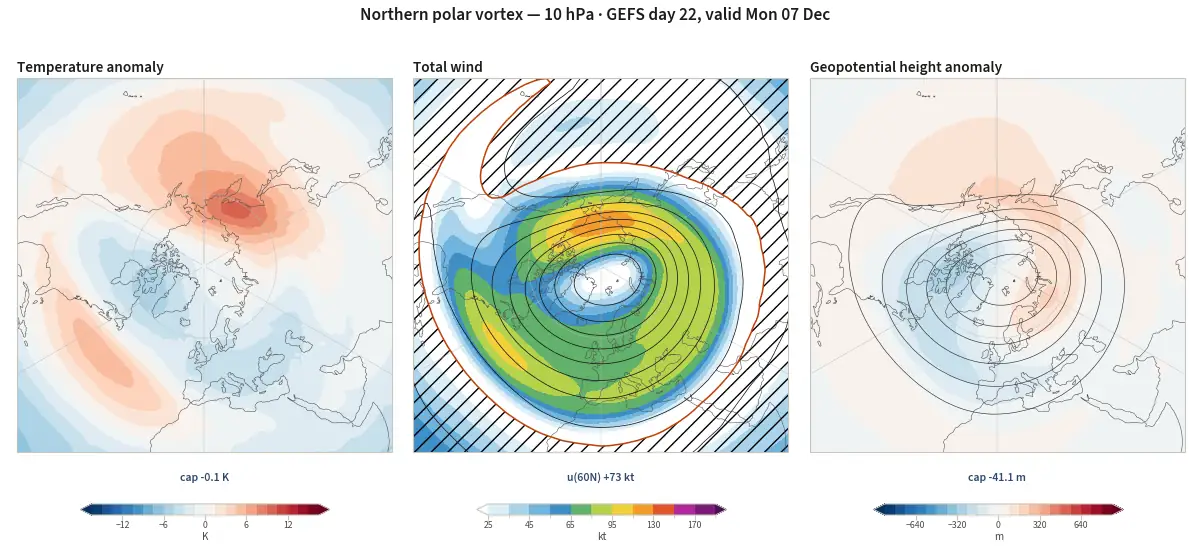 Northern polar vortex — 10 hPa · GEFS day 22, valid Mon 07 Dec
Temperature anomaly
Total wind
Geopotential height anomaly
cap -0.1 K
u(60N) +73 kt
cap -41.1 m
−12 −6 0 6 12
K
25 45 65 95 130 170
kt
−640 −320 0 320 640
m